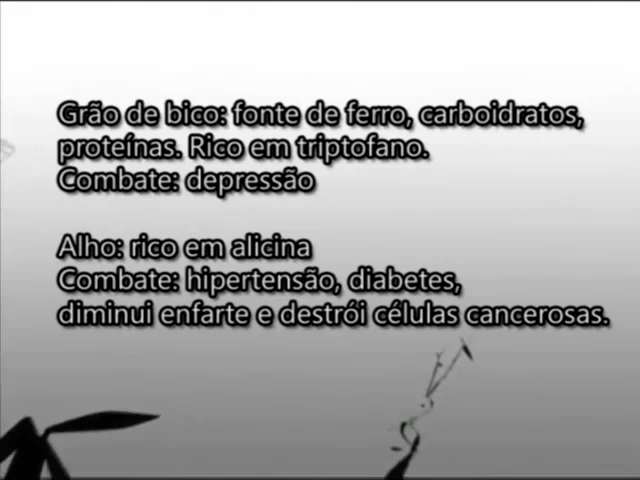 Grão de bico: fonte de ferro, carboidratos,
proteínas. Rico em triptofano.
Combate: depressão
Alho: rico em alicina
Combate: hipertensão, diabetes,
diminui enfarte e destrói células cancerosas.